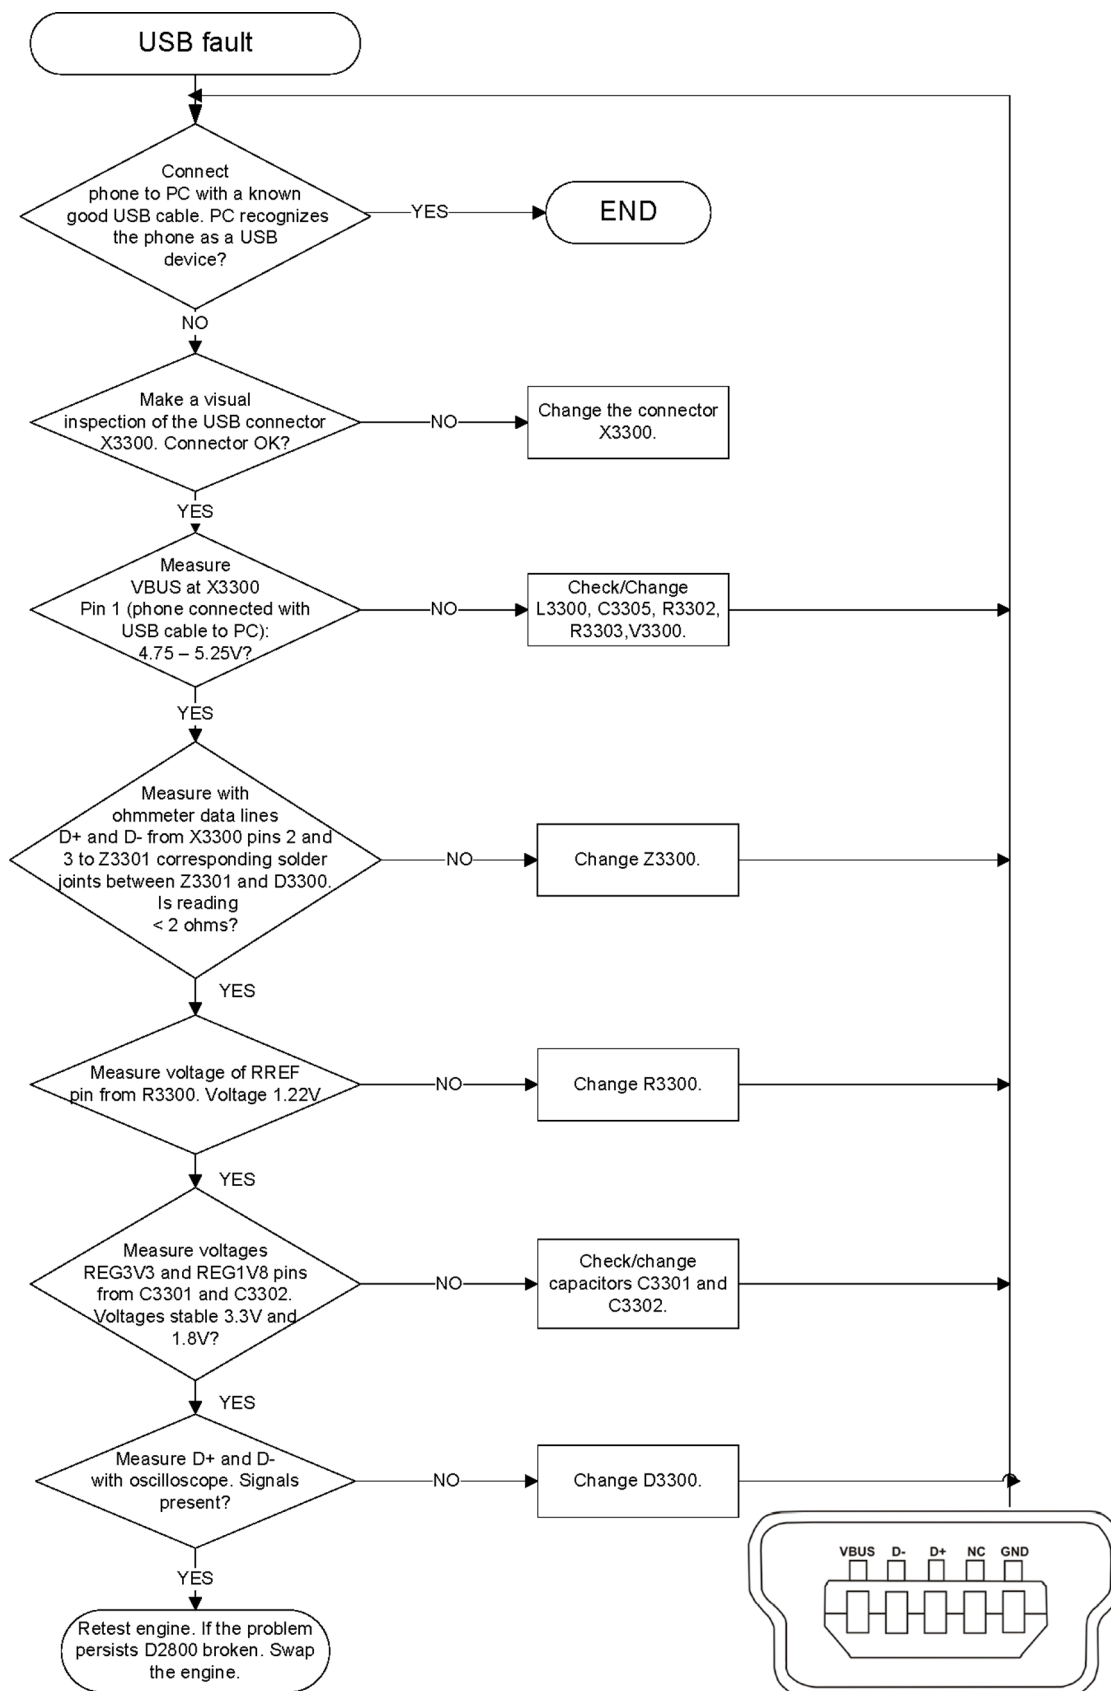 USB fault
Connect
phone to PC with a known
good USB cable. PC recognizes
the phone as a USB
device?
YES
END
NO
Make a visual
inspection of the USB connector
X3300. Connector OK?
NO
Change the connector
X3300.
YES
Measure
VBUS at X3300
Pin 1 (phone connected with
USB cable to PC):
4.75 – 5.25V?
NO
Check/Change
L3300, C3305, R3302,
R3303,V3300.
YES
Measure with
ohmmeter data lines
D+ and D- from X3300 pins 2 and
3 to Z3301 corresponding solder
joints between Z3301 and D3300.
Is reading
< 2 ohms?
NO
Change Z3300.
YES
Measure voltage of RREF
pin from R3300. Voltage 1.22V
NO
Change R3300.
YES
Measure voltages
REG3V3 and REG1V8 pins
from C3301 and C3302.
Voltages stable 3.3V and
1.8V?
NO
Check/change
capacitors C3301 and
C3302.
YES
Measure D+ and D-
with oscilloscope. Signals
present?
NO
Change D3300.
YES
Retest engine. If the problem
persists D2800 broken. Swap
the engine.
VBUS D- D+ NC GND